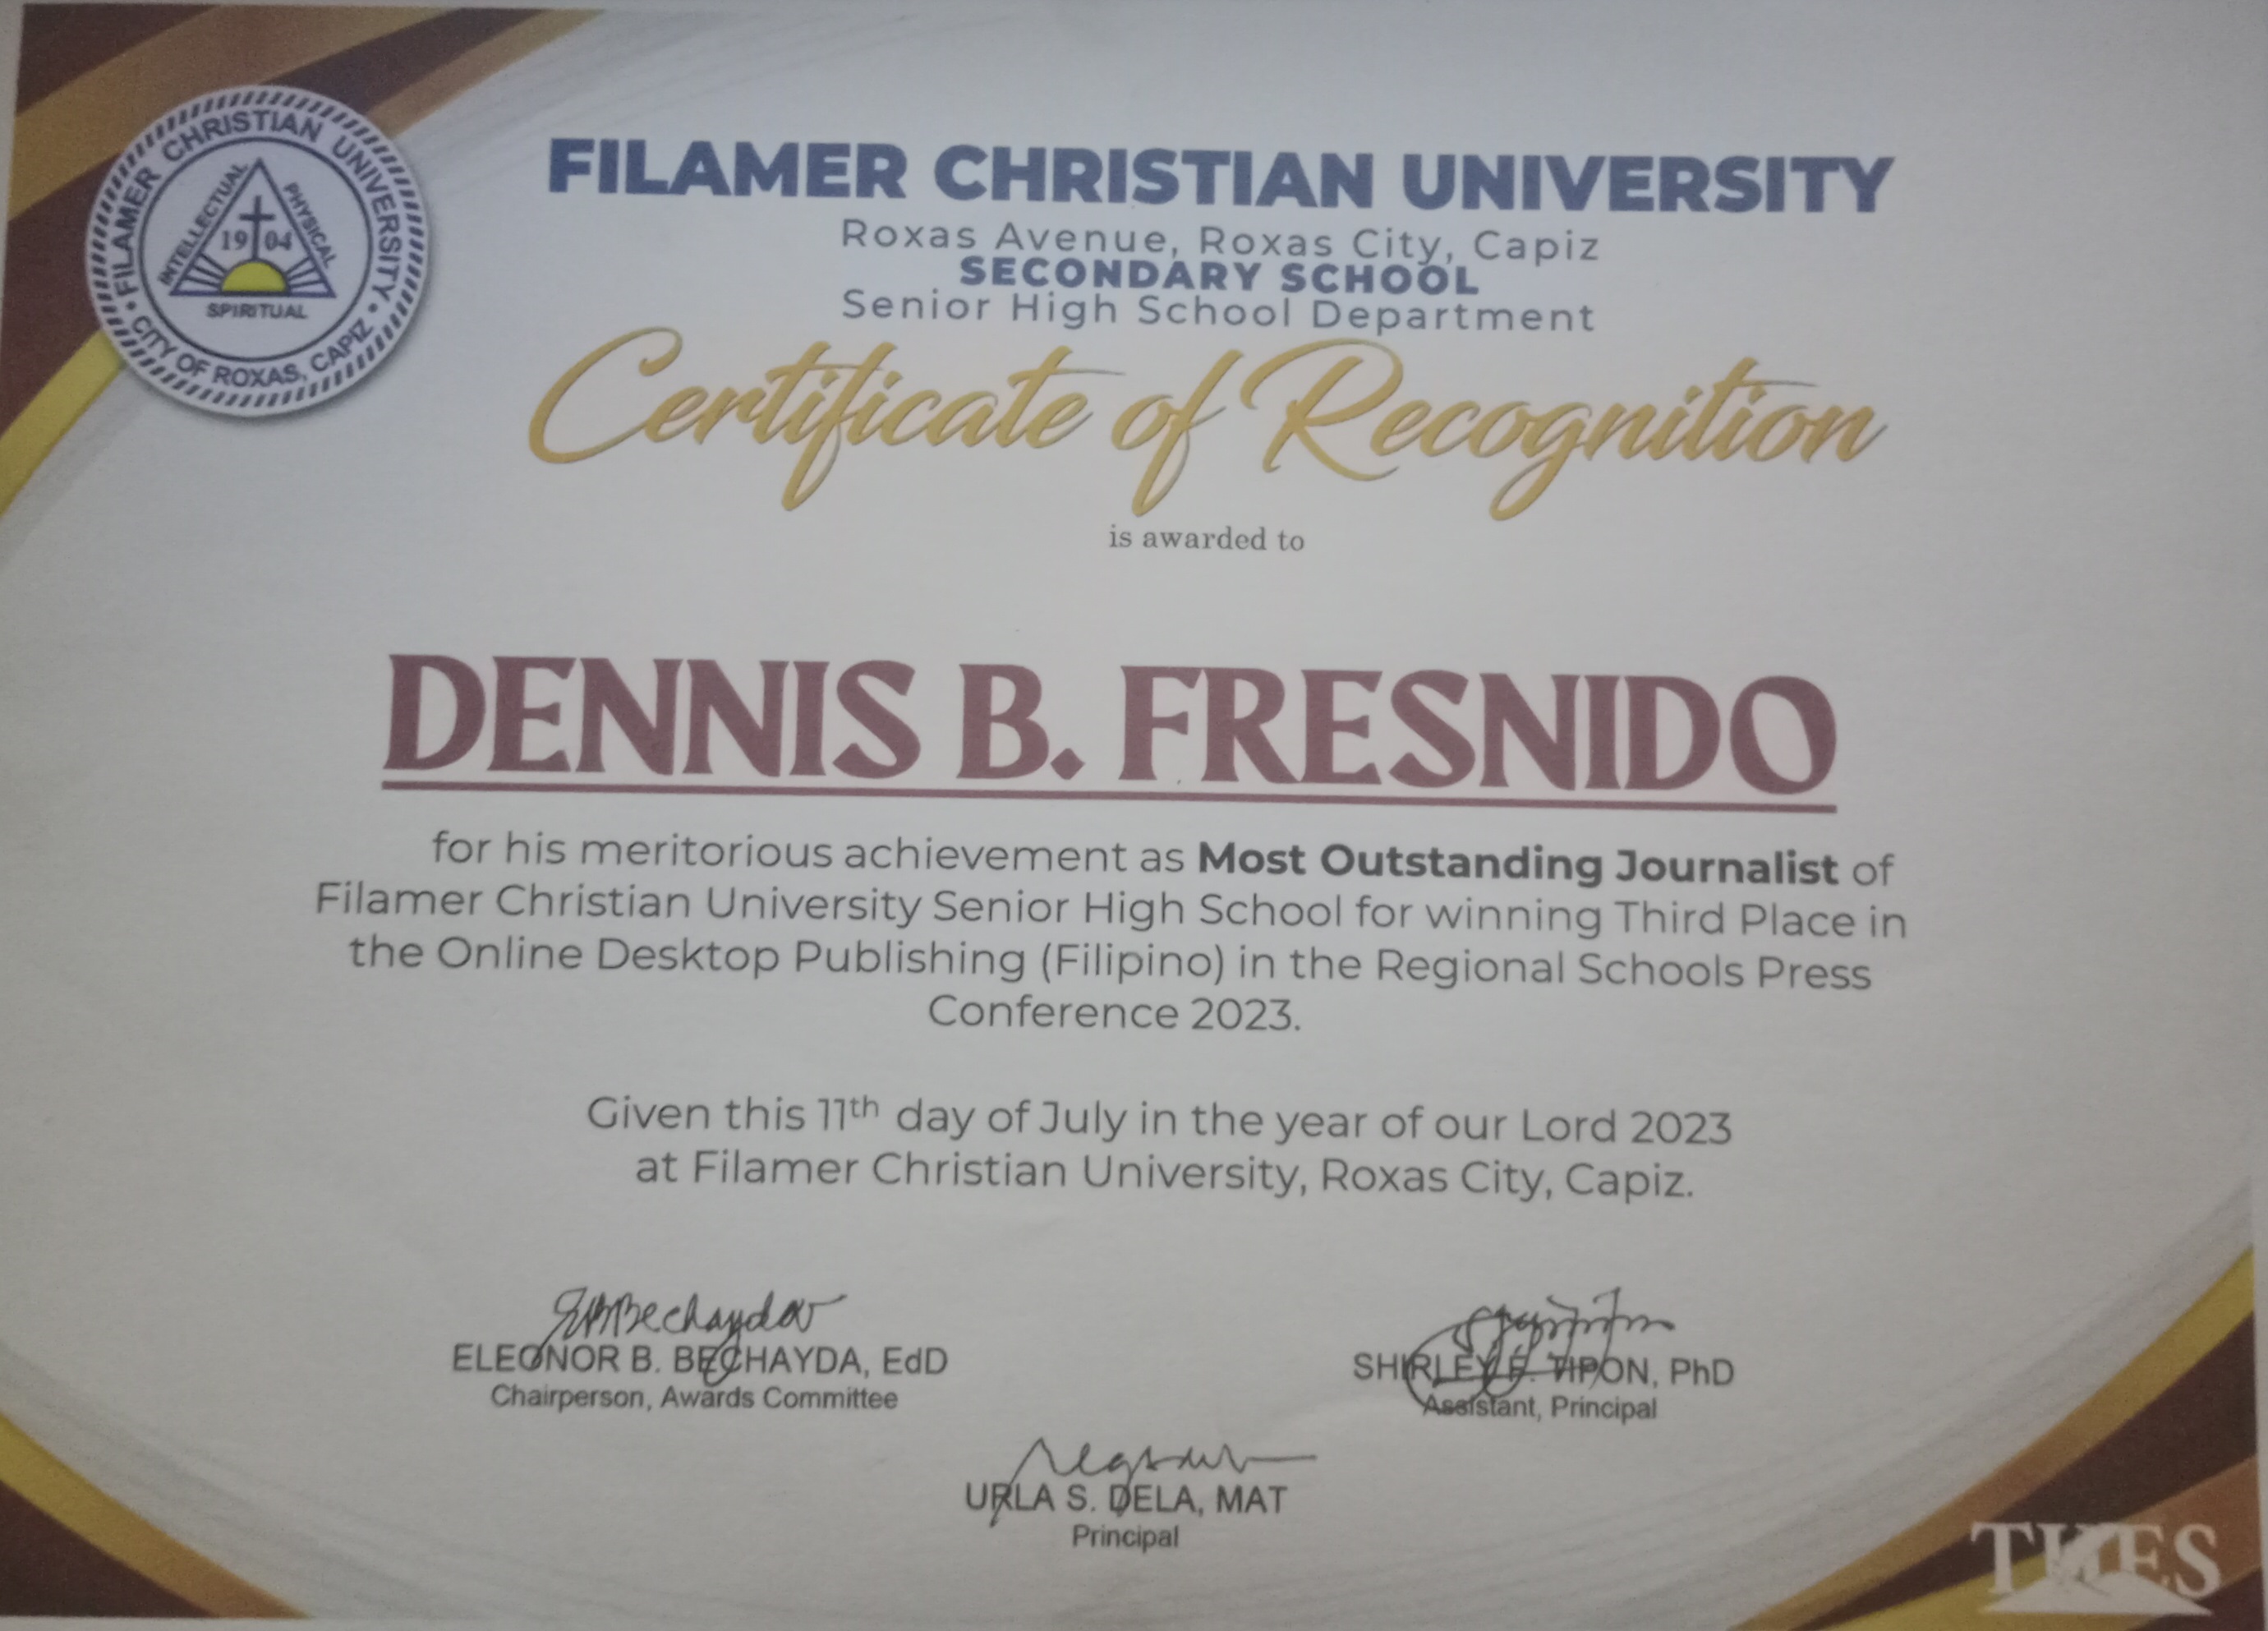 FILAMER CHRISTIAN UNIVERSITY
CITY OF ROXAS, CAPIZ
INTELLECTUAL
PHYSICAL
1904
SPIRITUAL
FILAMER CHRISTIAN UNIVERSITY
Roxas Avenue, Roxas City, Capiz
SECONDARY SCHOOL
Senior High School Department
Certificate of Recognition
is awarded to
DENNIS B. FRESNIDO
for his meritorious achievement as Most Outstanding Journalist of
Filamer Christian University Senior High School for winning Third Place in
the Online Desktop Publishing (Filipino) in the Regional Schools Press
Conference 2023.
Given this 11th day of July in the year of our Lord 2023
at Filamer Christian University, Roxas City, Capiz.
ELEONOR B. BECHAYDA, EdD
Chairperson, Awards Committee
SHIRLEY F. TIPON, PhD
Assistant, Principal
URLA S. DELA, MAT
Principal